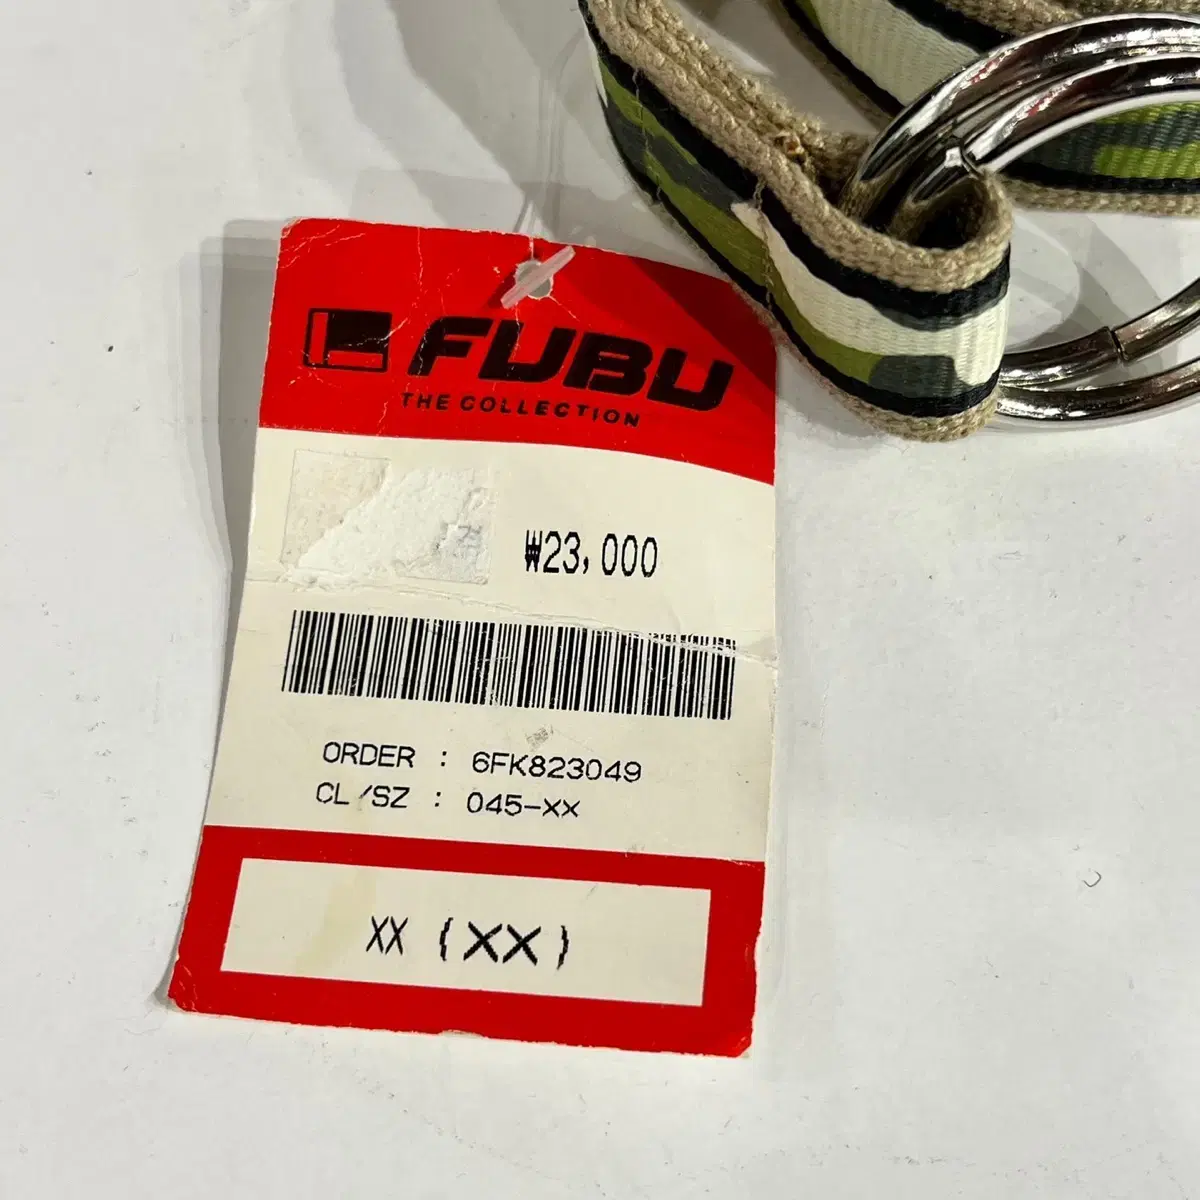 FUBU
THE COLLECTION
₩23,000
ORDER : 6FK823049
CL/SZ : 045-XX
XX (XX)